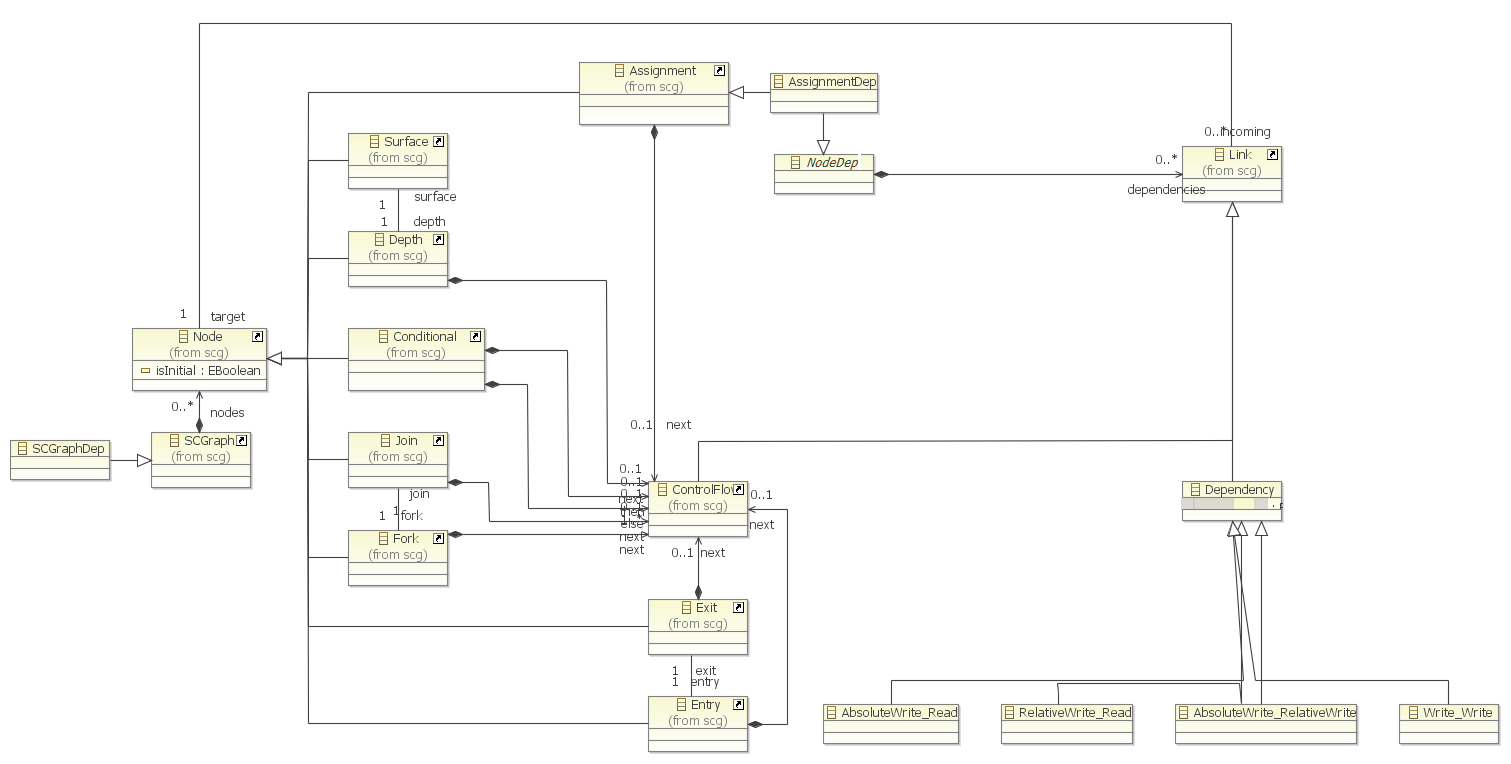 Assignment
(from scg)
AssignmentDep
0..*
incoming
Surface
(from scg)
NodeDep
0..*
Link
(from scg)
dependencies
surface
1
1
depth
Depth
(from scg)
1
target
Node
(from scg)
isInitial : EBoolean
Conditional
(from scg)
0..*
nodes
SCGraphDep
SCGraph
(from scg)
Join
(from scg)
0..1
next
0..1
0..1
0..1
next
0..1
then
1..*
else
next
next
ControlFlow
(from scg)
0..1
next
Dependency
join
1
1
fork
Fork
(from scg)
0..1
next
Exit
(from scg)
1
exit
1
entry
Entry
(from scg)
AbsoluteWrite_Read
RelativeWrite_Read
AbsoluteWrite_RelativeWrite
Write_Write